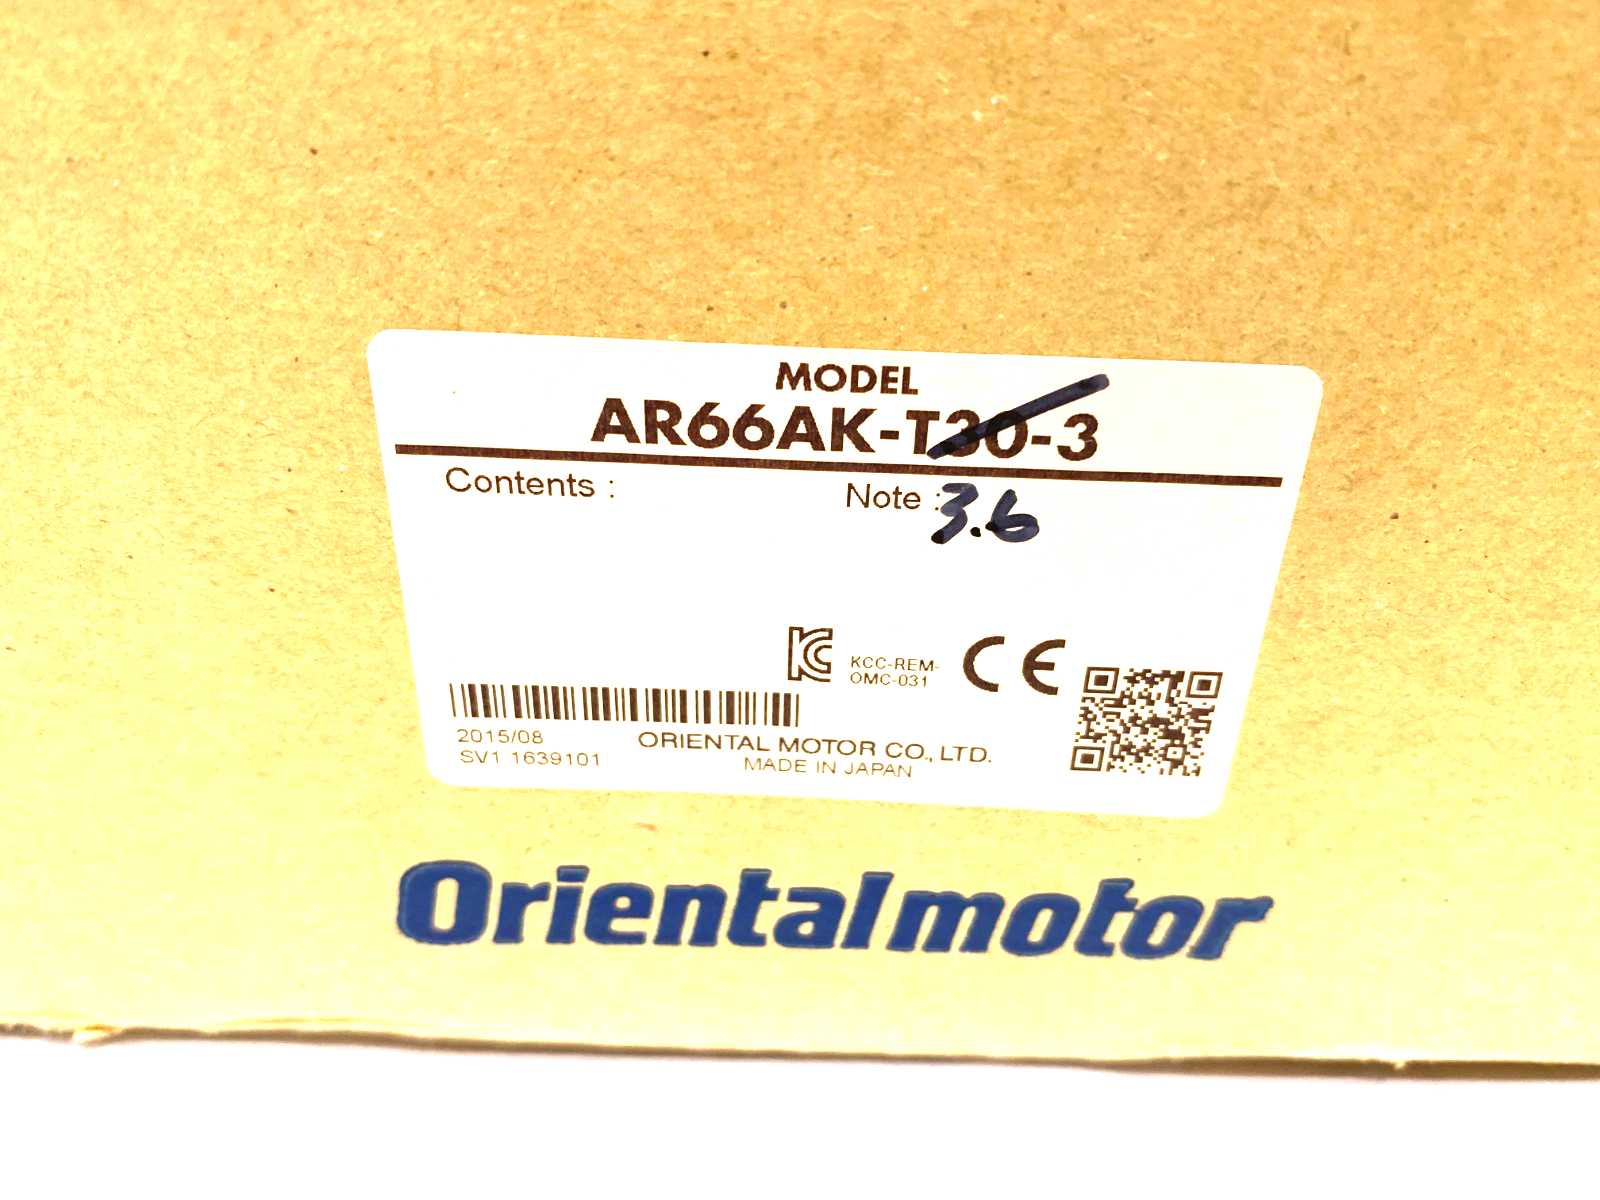 MODEL
AR66AK-T30-3
Contents :
Note : 3.6
KCC-REM-
OMC-031
CE
2015/08
SV1 1639101
ORIENTAL MOTOR CO., LTD.
MADE IN JAPAN
Orientalmotor